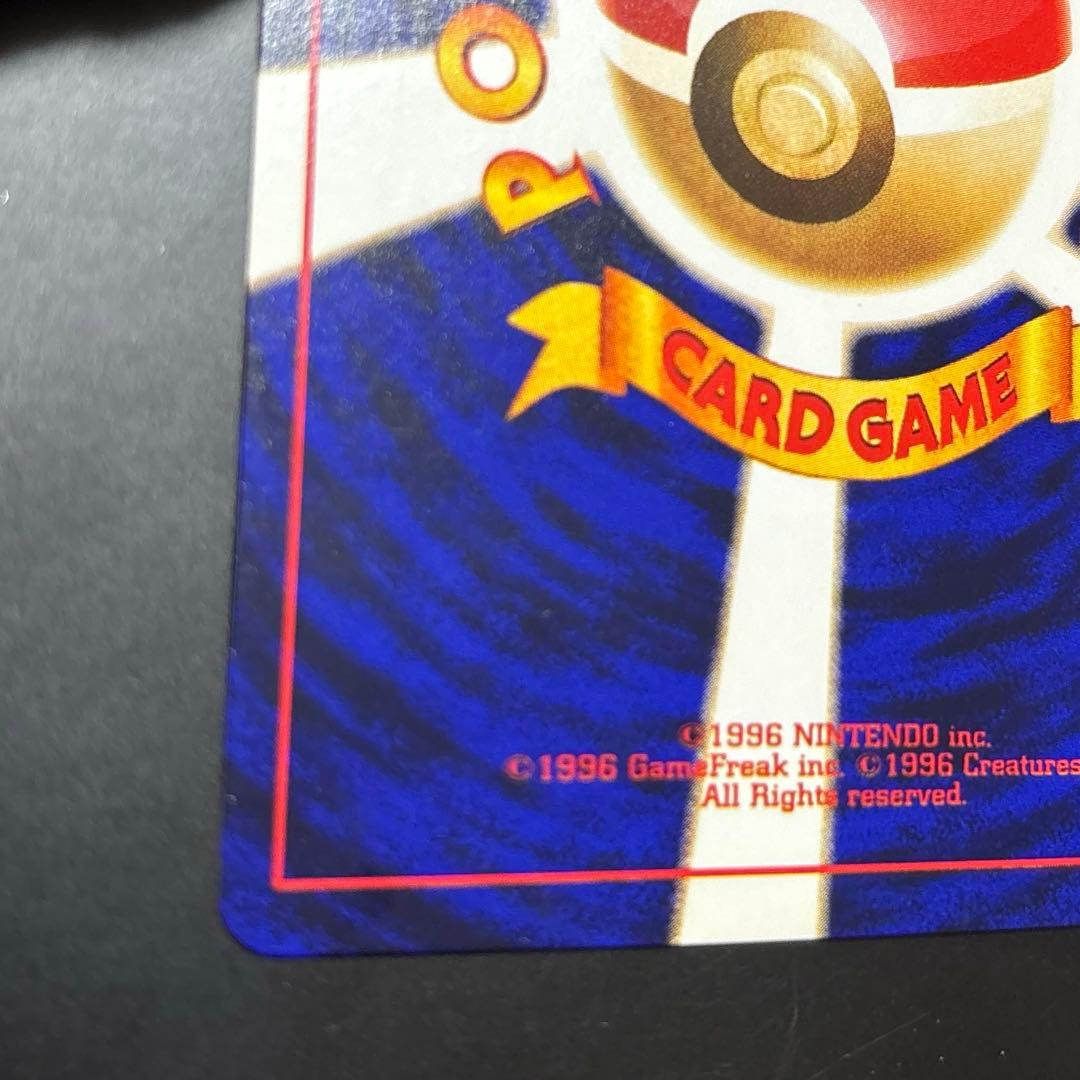 PO
CARD GAME
©1996 NINTENDO inc.
©1996 GameFreak inc. ©1996 Creatures
All Rights reserved.